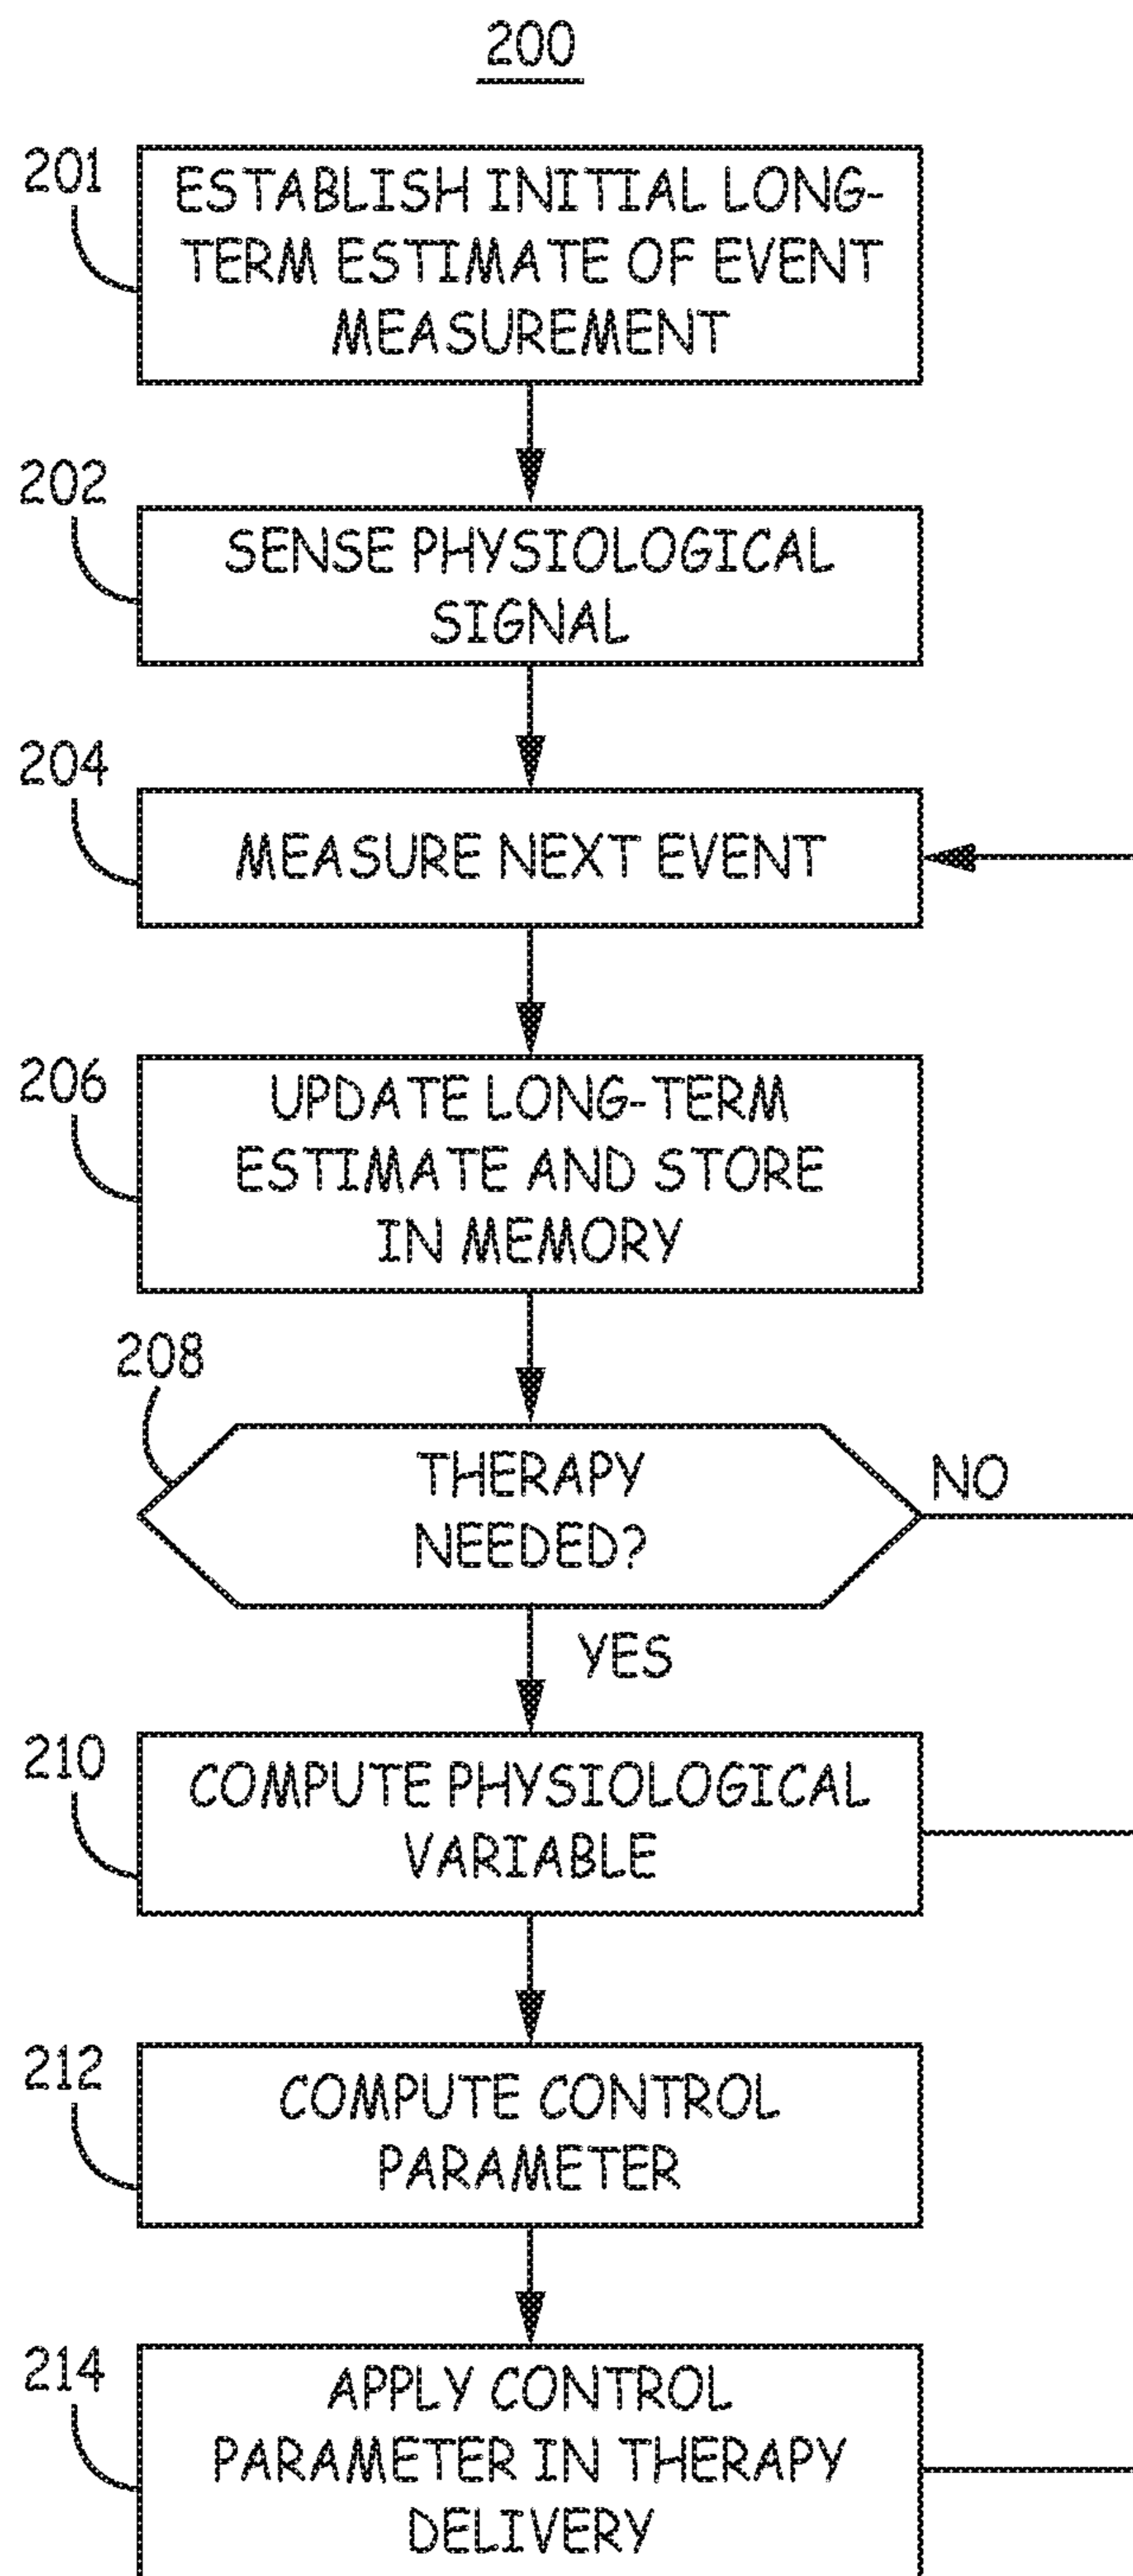 200
201
ESTABLISH INITIAL LONG-
TERM ESTIMATE OF EVENT
MEASUREMENT
202
SENSE PHYSIOLOGICAL
SIGNAL
204
MEASURE NEXT EVENT
206
UPDATE LONG-TERM
ESTIMATE AND STORE
IN MEMORY
208
THERAPY
NEEDED?
NO
YES
210
COMPUTE PHYSIOLOGICAL
VARIABLE
212
COMPUTE CONTROL
PARAMETER
214
APPLY CONTROL
PARAMETER IN THERAPY
DELIVERY